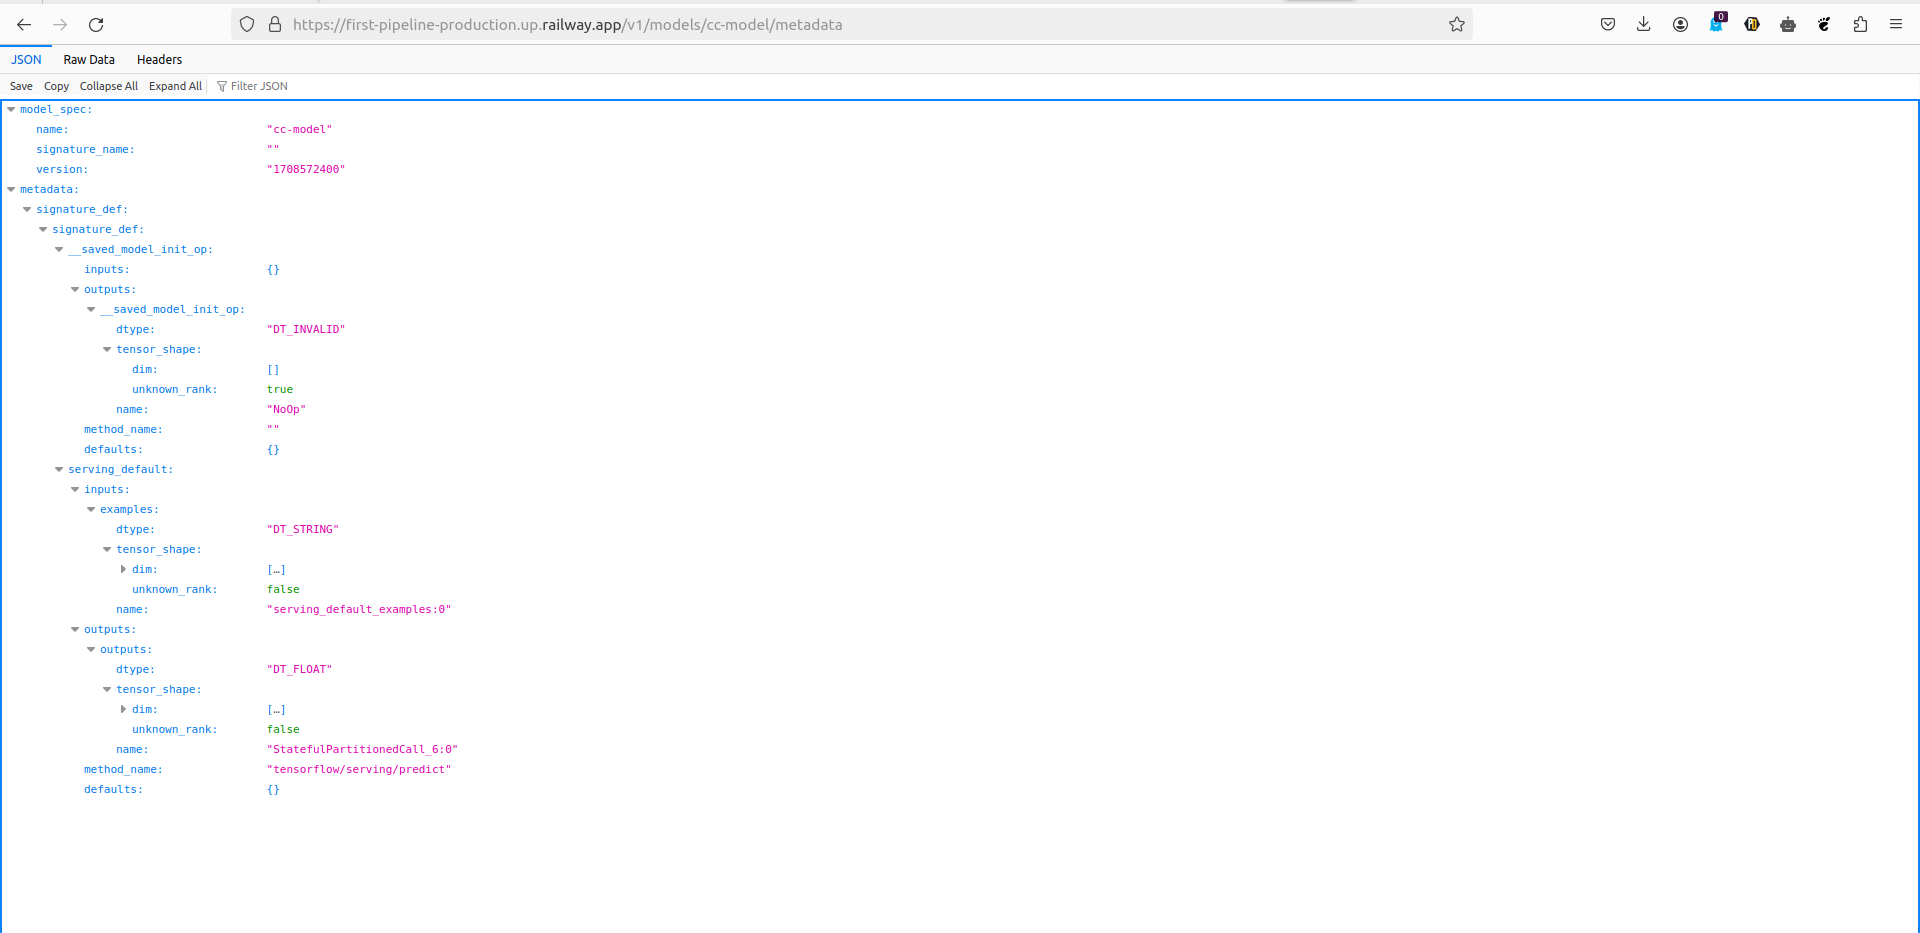 https://first-pipeline-production.up.railway.app/v1/models/cc-model/metadata
0
JSON Raw Data Headers
Save Copy Collapse All Expand All Filter JSON
model_spec:
name: "cc-model"
signature_name: ""
version: "1708572400"
metadata:
signature_def:
signature_def:
__saved_model_init_op:
inputs: {}
outputs:
__saved_model_init_op:
dtype: "DT_INVALID"
tensor_shape:
dim: []
unknown_rank: true
name: "NoOp"
method_name: ""
defaults: {}
serving_default:
inputs:
examples:
dtype: "DT_STRING"
tensor_shape:
dim: […]
unknown_rank: false
name: "serving_default_examples:0"
outputs:
outputs:
dtype: "DT_FLOAT"
tensor_shape:
dim: […]
unknown_rank: false
name: "StatefulPartitionedCall_6:0"
method_name: "tensorflow/serving/predict"
defaults: {}